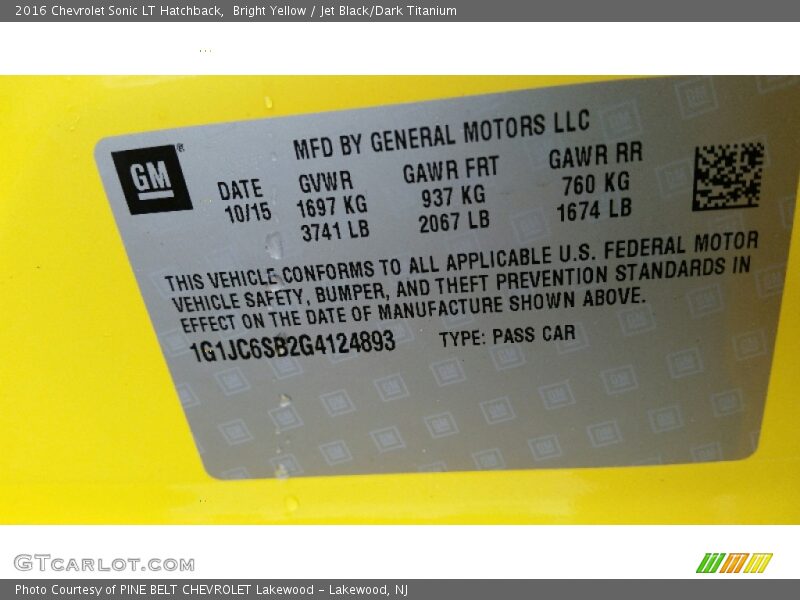 2016 Chevrolet Sonic LT Hatchback, Bright Yellow / Jet Black/Dark Titanium
GM®
MFD BY GENERAL MOTORS LLC
DATE GVWR GAWR FRT GAWR RR
10/15 1697 KG 937 KG 760 KG
3741 LB 2067 LB 1674 LB
THIS VEHICLE CONFORMS TO ALL APPLICABLE U.S. FEDERAL MOTOR
VEHICLE SAFETY, BUMPER, AND THEFT PREVENTION STANDARDS IN
EFFECT ON THE DATE OF MANUFACTURE SHOWN ABOVE.
1G1JC6SB2G4124893 TYPE: PASS CAR
GTCARLOT.COM
Photo Courtesy of PINE BELT CHEVROLET Lakewood - Lakewood, NJ